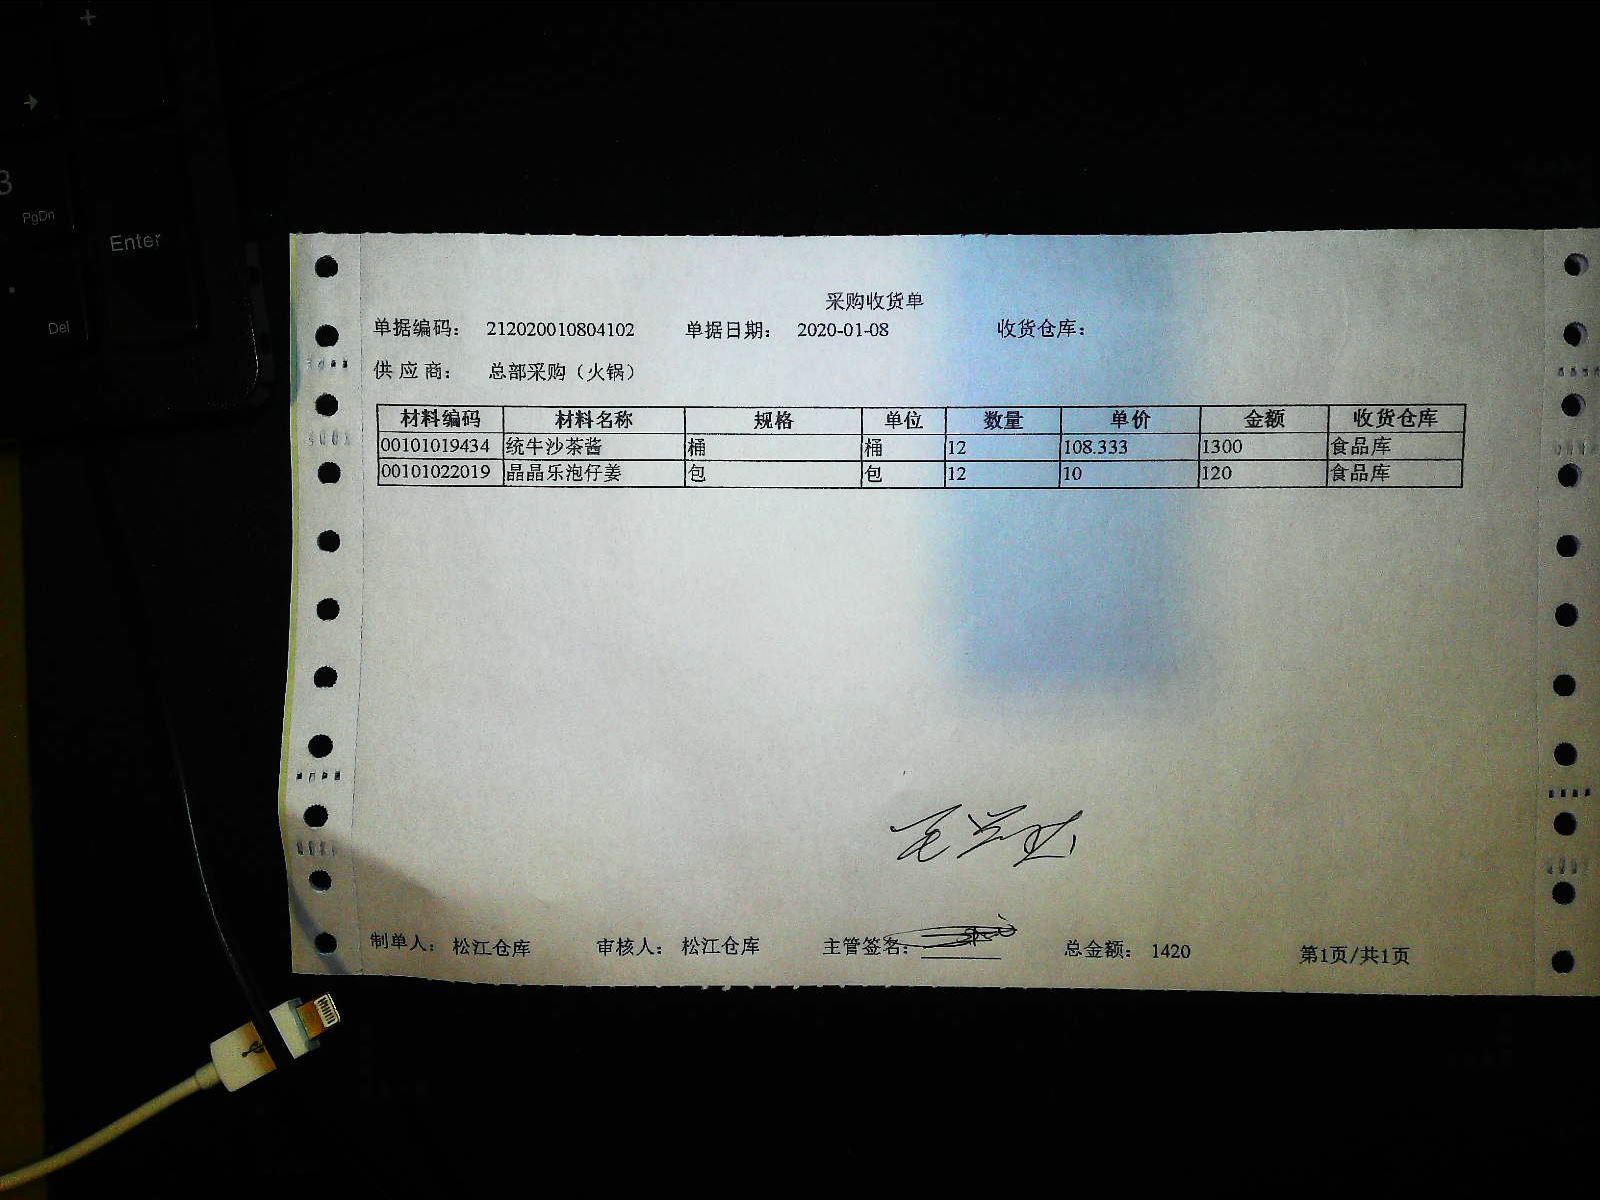 +
3
PgDn
Enter
Del
采购收货单
单据编码： 212020010804102 单据日期： 2020-01-08 收货仓库：
供应商： 总部采购（火锅）
材料编码 材料名称 规格 单位 数量 单价 金额 收货仓库
00101019434 统牛沙茶酱 桶 桶 12 108.333 1300 食品库
00101022019 晶晶乐泡仔姜 包 包 12 10 120 食品库
制单人： 松江仓库 审核人： 松江仓库 主管签名： 总金额： 1420 第1页/共1页